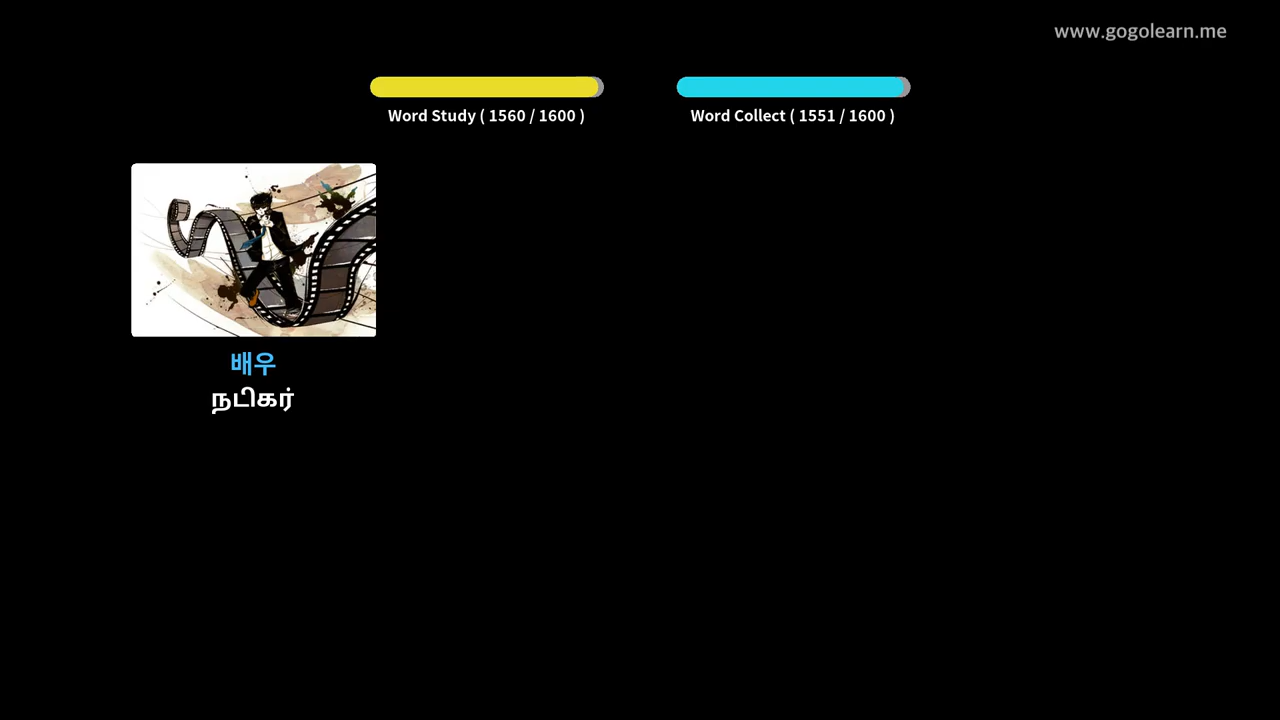 www.gogolearn.me
Word Study ( 1560 / 1600 )
Word Collect ( 1551 / 1600 )
배우
நடிகர்